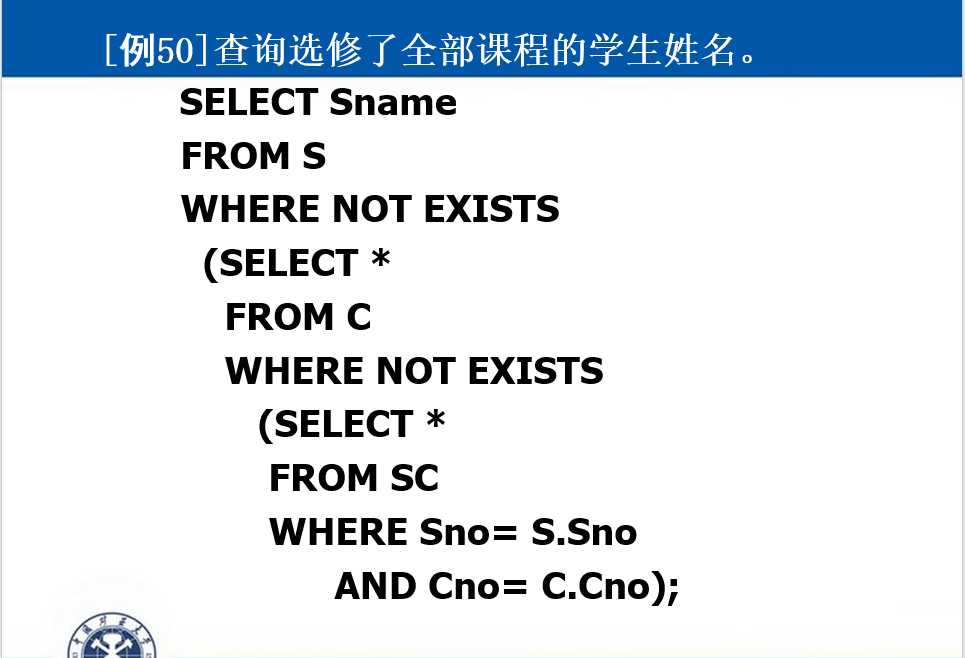 [例50]查询选修了全部课程的学生姓名。
SELECT Sname
FROM S
WHERE NOT EXISTS
(SELECT *
FROM C
WHERE NOT EXISTS
(SELECT *
FROM SC
WHERE Sno= S.Sno
AND Cno= C.Cno);